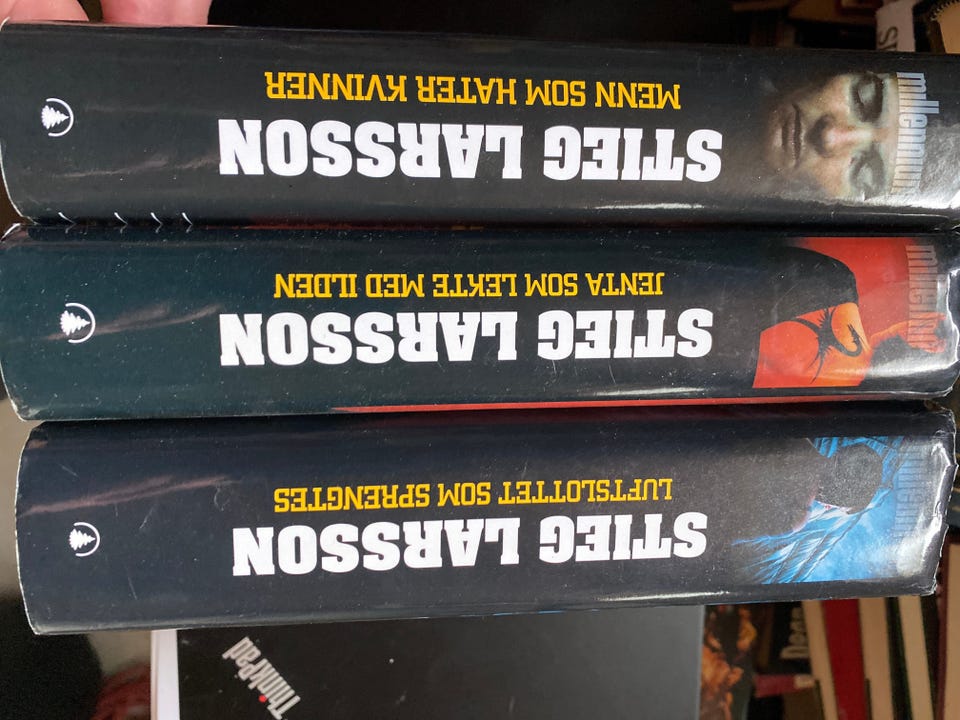 millennium
STIEG LARSSON
MENN SOM HATER KVINNER
STIEG LARSSON
JENTA SOM LEKTE MED ILDEN
STIEG LARSSON
LUFTSLOTTET SOM SPRENGTES
ThinkPad